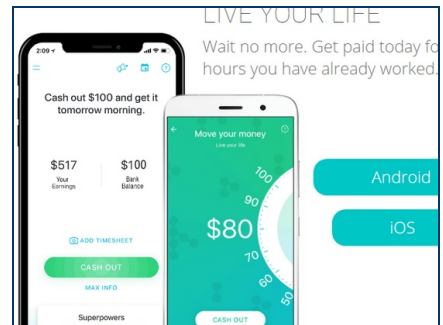 LIVE YOUR LIFE
Wait no more. Get paid today fo
hours you have already worked.
2:09
Cash out $100 and get it
tomorrow morning.
$517
Your
Earnings
$100
Bank
Balance
ADD TIMESHEET
CASH OUT
MAX INFO
Superpowers
Move your money
Live your life
100
90
$80
70
60
50
CASH OUT
Android
iOS